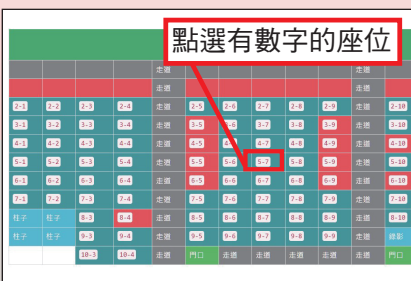 點選有數字的座位
走道 走道
走道 走道
2-1 2-2 2-3 2-4 走道 2-5 2-6 2-7 2-8 2-9 走道 2-10
3-1 3-2 3-3 3-4 走道 3-5 3-6 3-7 3-8 3-9 走道 3-10
4-1 4-2 4-3 4-4 走道 4-5 4-7 4-8 4-9 走道 4-10
5-1 5-2 5-3 5-4 走道 5-5 5-6 5-7 5-8 5-9 走道 5-10
6-1 6-2 6-3 6-4 走道 6-5 6-6 6-7 6-8 6-9 走道 6-10
7-1 7-2 7-3 7-4 走道 7-5 7-6 7-7 7-8 7-9 走道 7-10
柱子 柱子 8-3 8-4 走道 8-5 8-6 8-7 8-8 8-9 走道 8-10
柱子 柱子 9-3 9-4 走道 9-5 9-6 9-7 9-8 9-9 走道 錄影
10-3 10-4 走道 門口 走道 走道 走道 走道 走道 門口